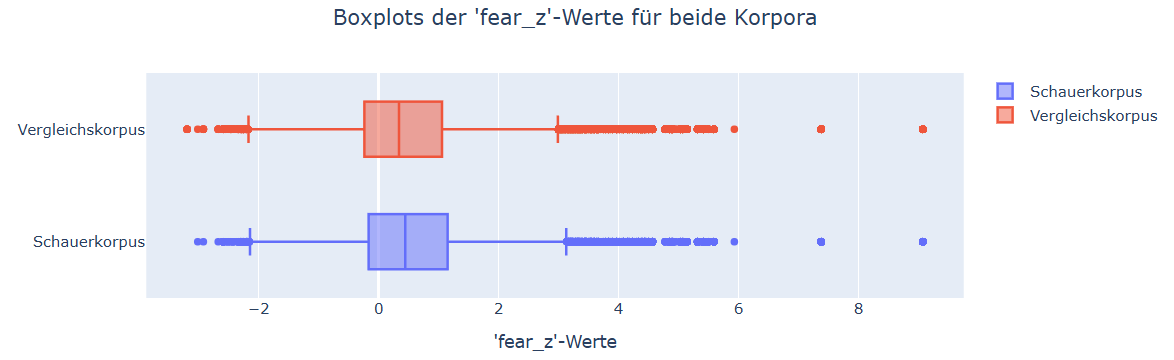 Boxplots der 'fear_z'-Werte für beide Korpora
Schauerkorpus
Vergleichskorpus
Vergleichskorpus
Schauerkorpus
−2 0 2 4 6 8
'fear_z'-Werte